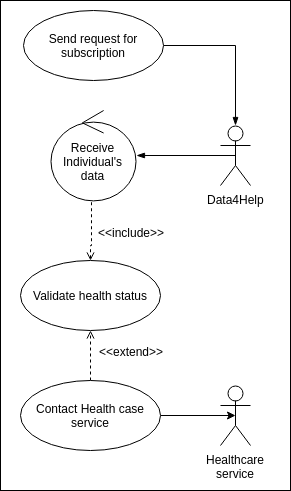 Send request for
subscription
Receive
Individual's
data
Data4Help
<<include>>
Validate health status
<<extend>>
Contact Health case
service
Healthcare
service